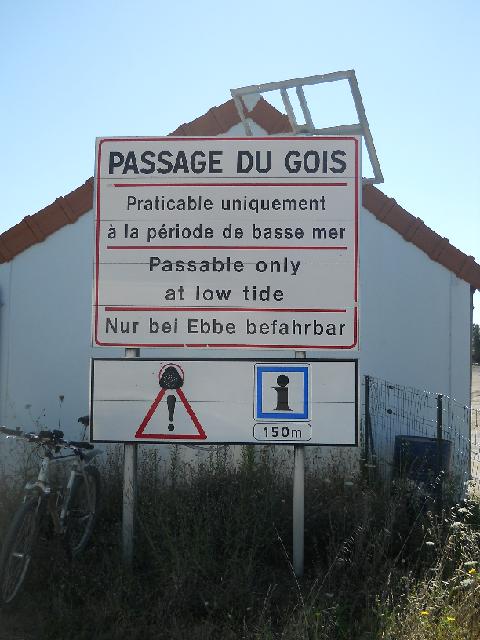 PASSAGE DU GOIS
Praticable uniquement
à la période de basse mer
Passable only
at low tide
Nur bei Ebbe befahrbar
!
i
150m